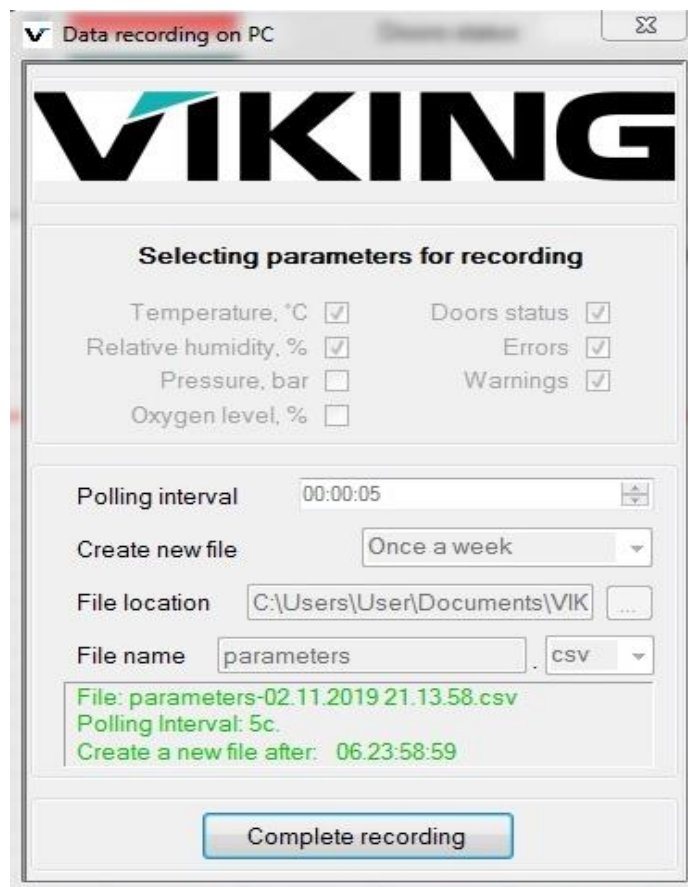 Data recording on PC
VIKING
Selecting parameters for recording
Temperature, °C Doors status
Relative humidity, % Errors
Pressure, bar Warnings
Oxygen level, %
Polling interval 00:00:05
Create new file Once a week
File location C:\Users\User\Documents\VIK ...
File name parameters . csv
File: parameters-02.11.2019 21.13.58.csv
Polling Interval: 5c.
Create a new file after: 06.23:58:59
Complete recording